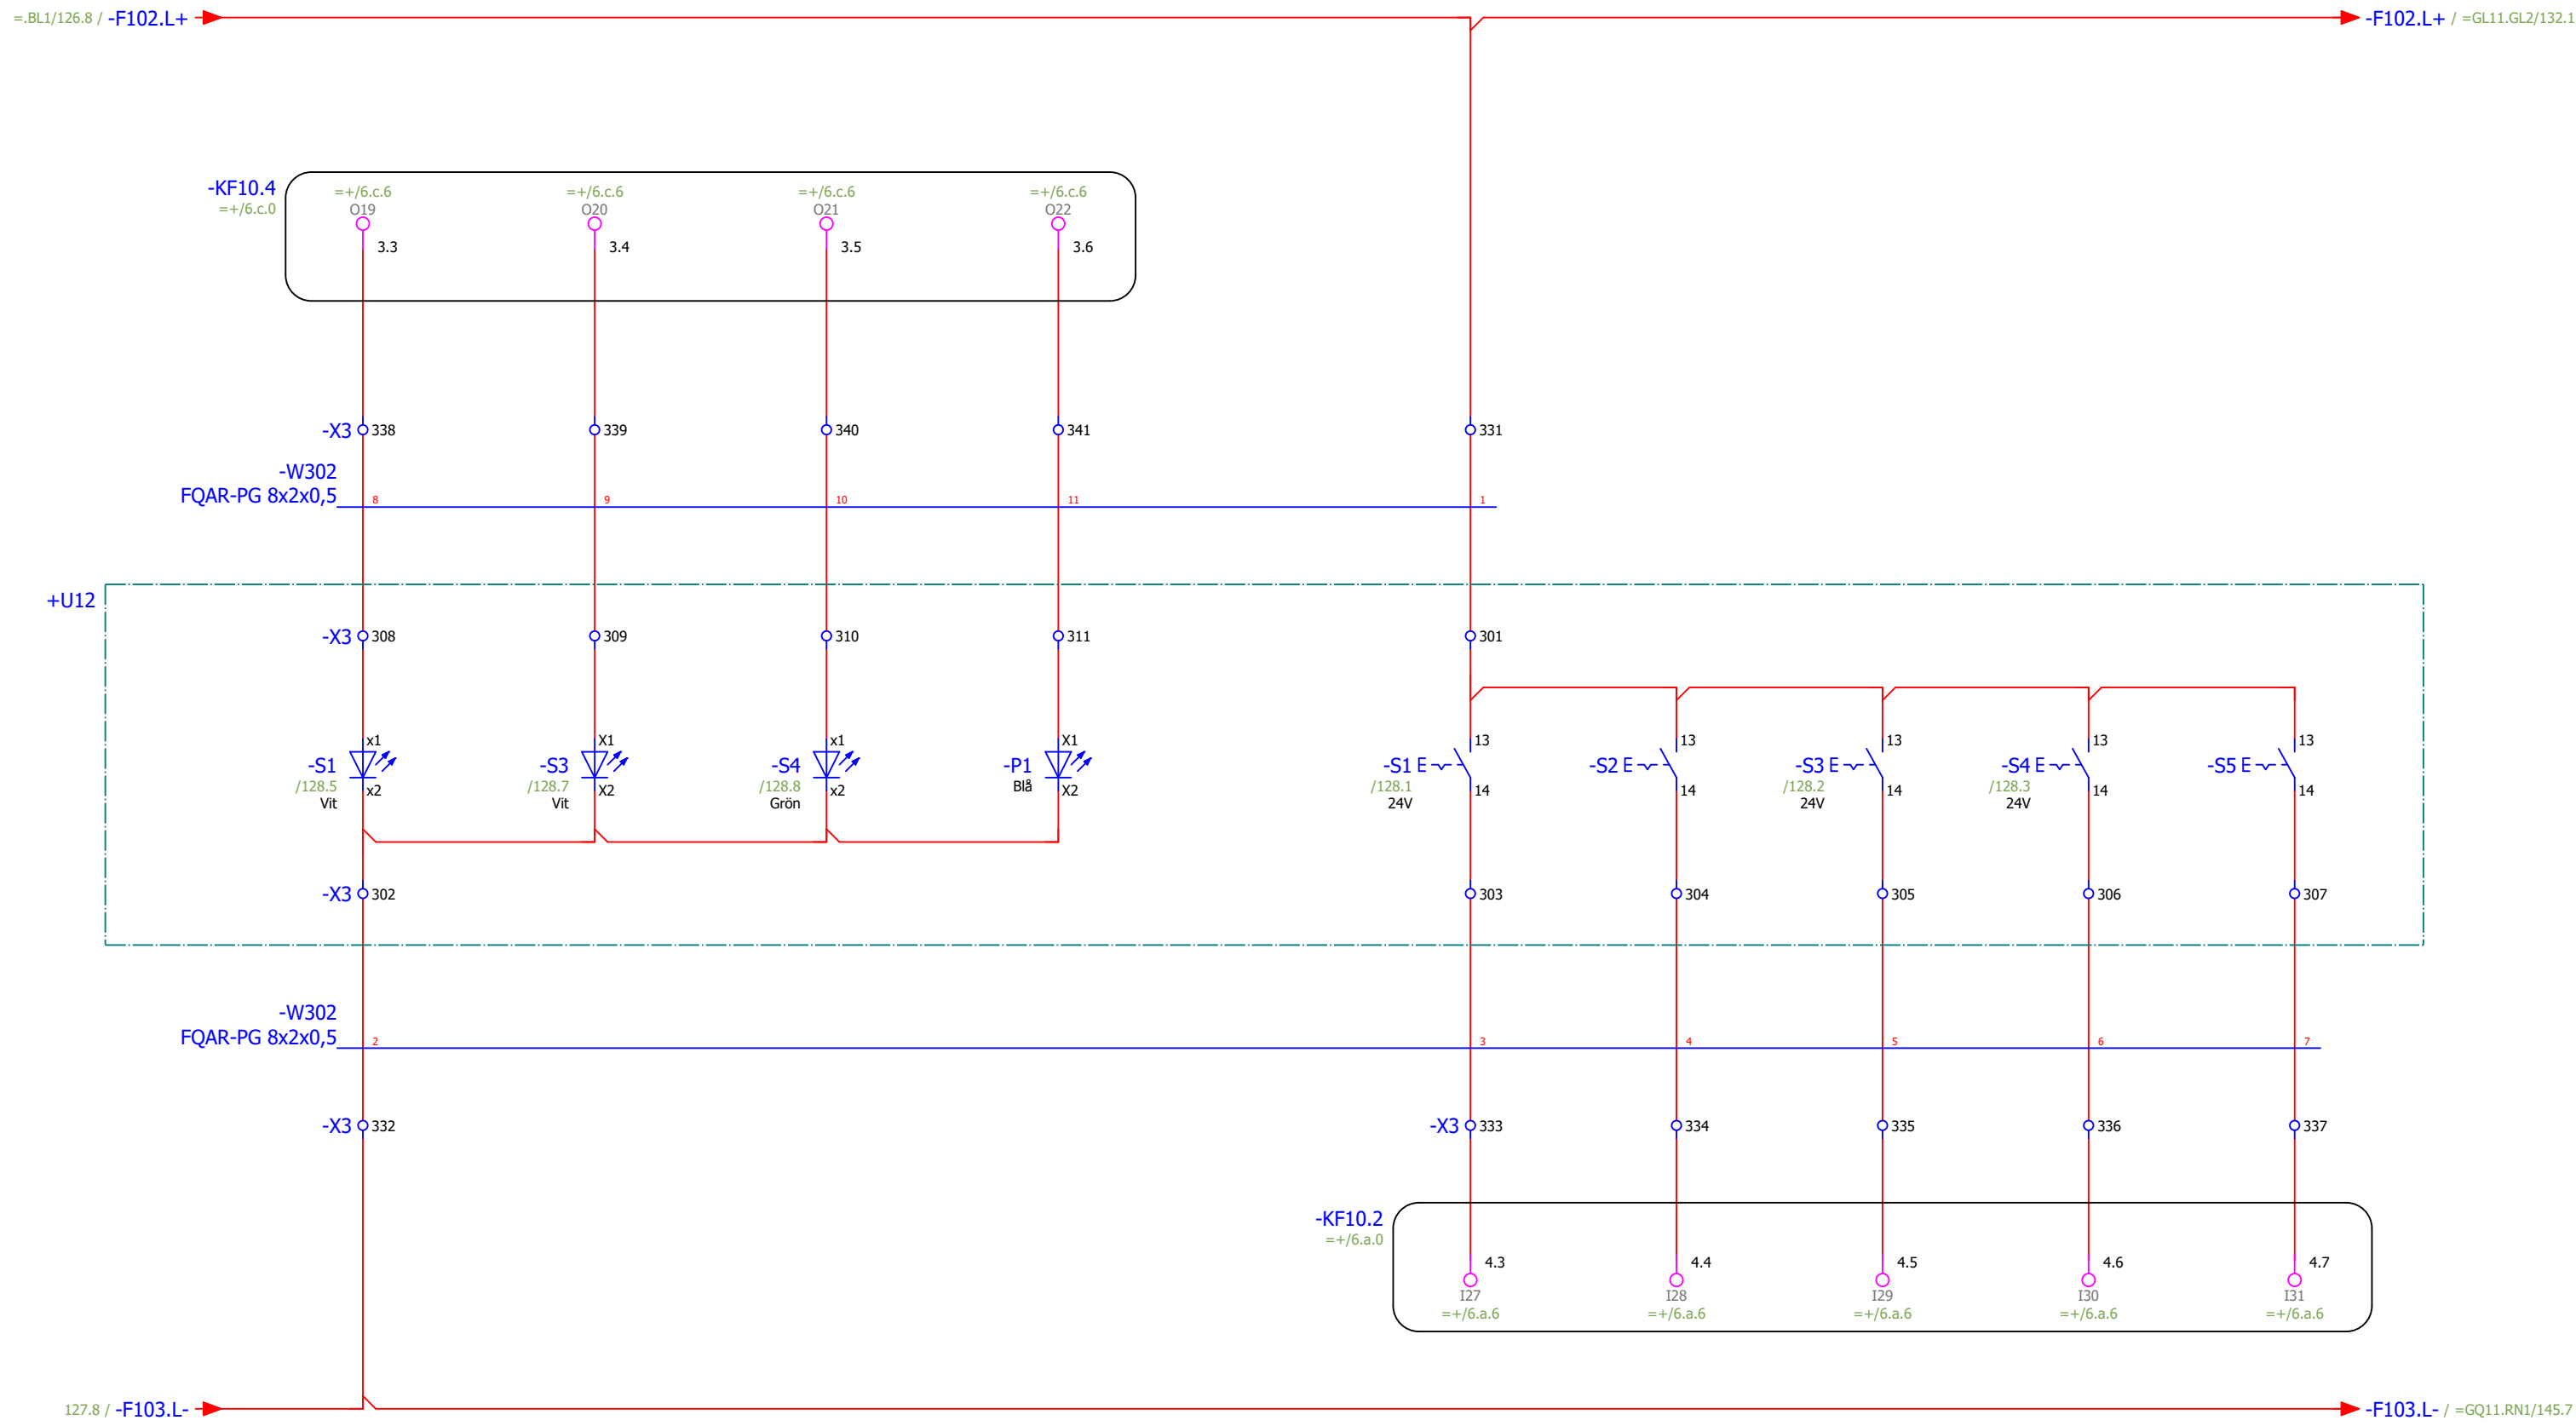 =.BL1/126.8 / -F102.L+
-F102.L+ / =GL11.GL2/132.1
-KF10.4
=+/6.c.0
=+/6.c.6 =+/6.c.6 =+/6.c.6 =+/6.c.6
O19 O20 O21 O22
3.3 3.4 3.5 3.6
-X3 338 339 340 341 331
-W302
FQAR-PG 8x2x0,5
8 9 10 11 1
+U12
-X3 308 309 310 311 301
x1 X1 x1 X1 13 13 13 13 13
-S1 -S3 -S4 -P1 -S1 E -S2 E -S3 E -S4 E -S5 E
/128.5 /128.7 /128.8 Blå /128.1 /128.2 /128.3
x2 X2 x2 X2 14 14 14 14 14
Vit Vit Grön 24V 24V 24V
-X3 302 303 304 305 306 307
-W302
FQAR-PG 8x2x0,5
2 3 4 5 6 7
-X3 332 -X3 333 334 335 336 337
-KF10.2
=+/6.a.0
4.3 4.4 4.5 4.6 4.7
I27 I28 I29 I30 I31
=+/6.a.6 =+/6.a.6 =+/6.a.6 =+/6.a.6 =+/6.a.6
127.8 / -F103.L-
-F103.L- / =GQ11.RN1/145.7